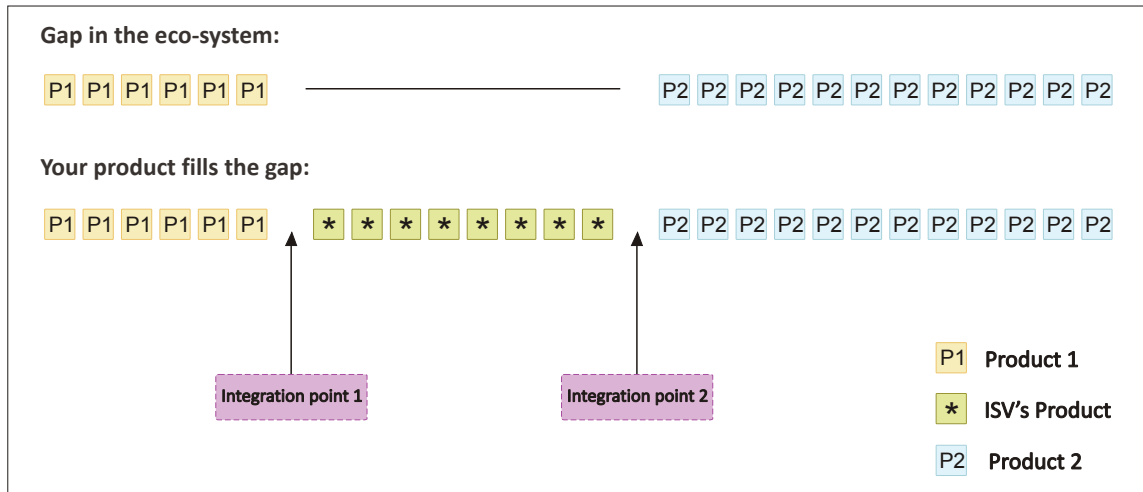 Gap in the eco-system:
P1 P1 P1 P1 P1 P1 P2 P2 P2 P2 P2 P2 P2 P2 P2 P2 P2 P2
Your product fills the gap:
P1 P1 P1 P1 P1 P1 * * * * * * * * P2 P2 P2 P2 P2 P2 P2 P2 P2 P2 P2 P2
Integration point 1
Integration point 2
P1 Product 1
* ISV's Product
P2 Product 2